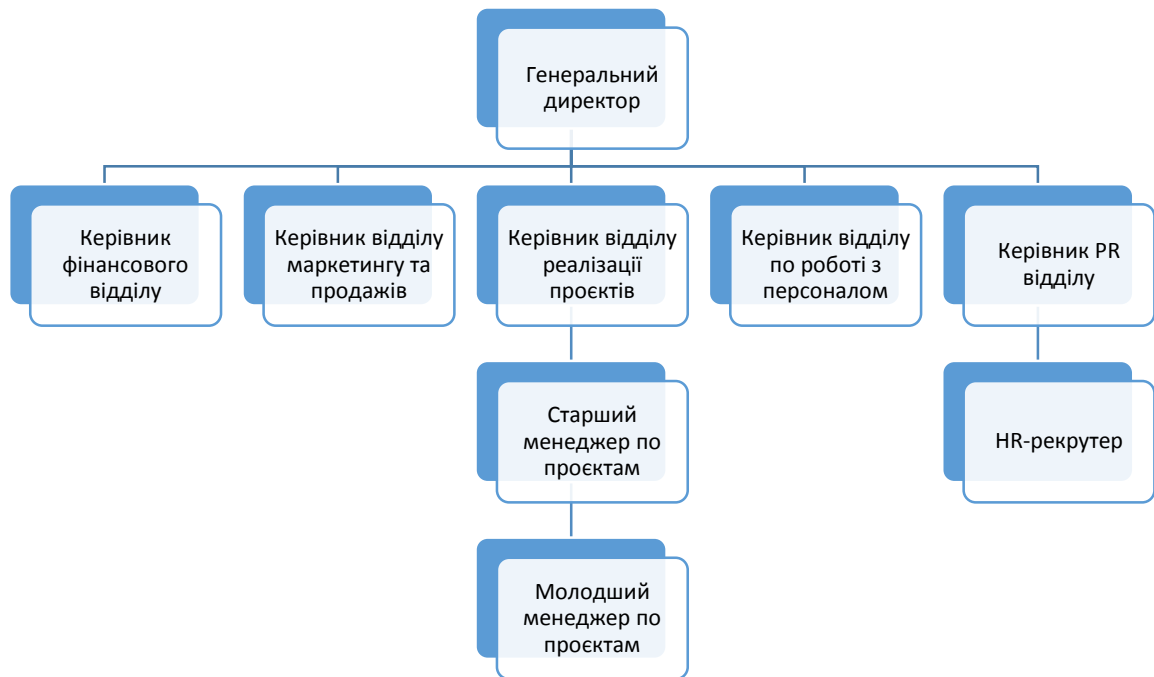 Генеральний
директор
Керівник
фінансового
відділу
Керівник відділу
маркетингу та
продажів
Керівник відділу
реалізації
проєктів
Керівник відділу
по роботі з
персоналом
Керівник PR
відділу
Старший
менеджер по
проєктам
HR-рекрутер
Молодший
менеджер по
проєктам